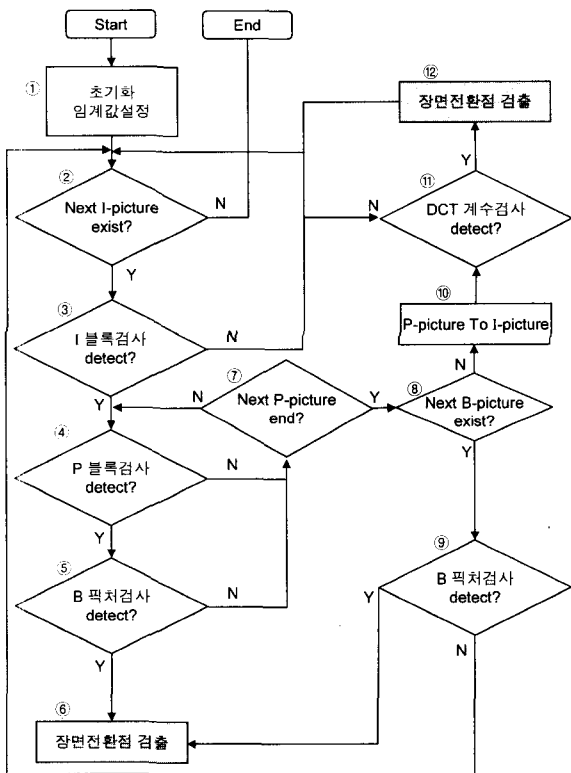 Start
End
①
초기화
임계값설정
②
Next I-picture
exist?
N
Y
③
I 블록검사
detect?
N
Y
④
P 블록검사
detect?
N
Y
⑤
B 픽처검사
detect?
N
Y
⑥
장면전환점 검출
⑦
Next P-picture
end?
N
Y
⑧
Next B-picture
exist?
N
Y
⑨
B 픽처검사
detect?
Y
N
⑩
P-picture To I-picture
⑪
DCT 계수검사
detect?
N
Y
⑫
장면전환점 검출